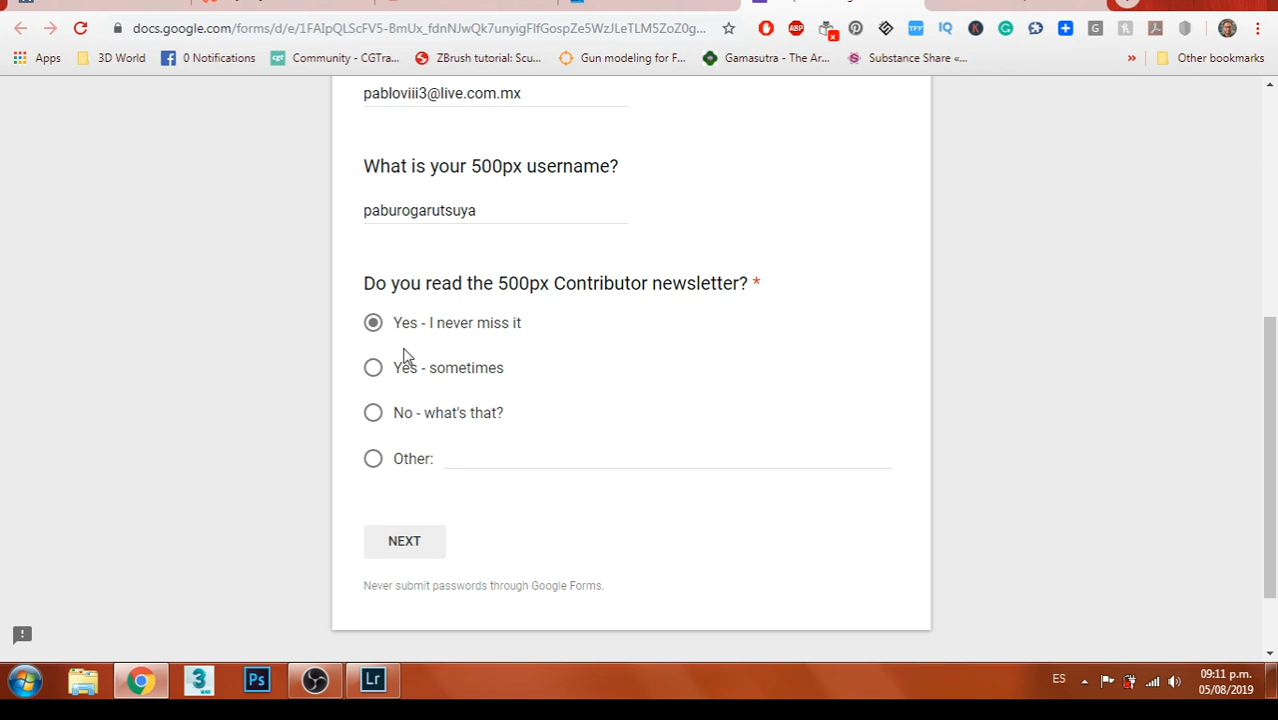 docs.google.com/forms/d/e/1FAIpQLScFV5-BmUx_fdnNJwQk7unyigFlfGospZe5WzJLeTLM5ZoZ0g...
Apps 3D World 0 Notifications Community - CGTra... ZBrush tutorial: Scu... Gun modeling for F... Gamasutra - The Ar... Substance Share «... » Other bookmarks
pabloviii3@live.com.mx
What is your 500px username?
paburogarutsuya
Do you read the 500px Contributor newsletter? *
Yes - I never miss it
Yes - sometimes
No - what's that?
Other:
NEXT
Never submit passwords through Google Forms.
ES 09:11 p.m.
05/08/2019